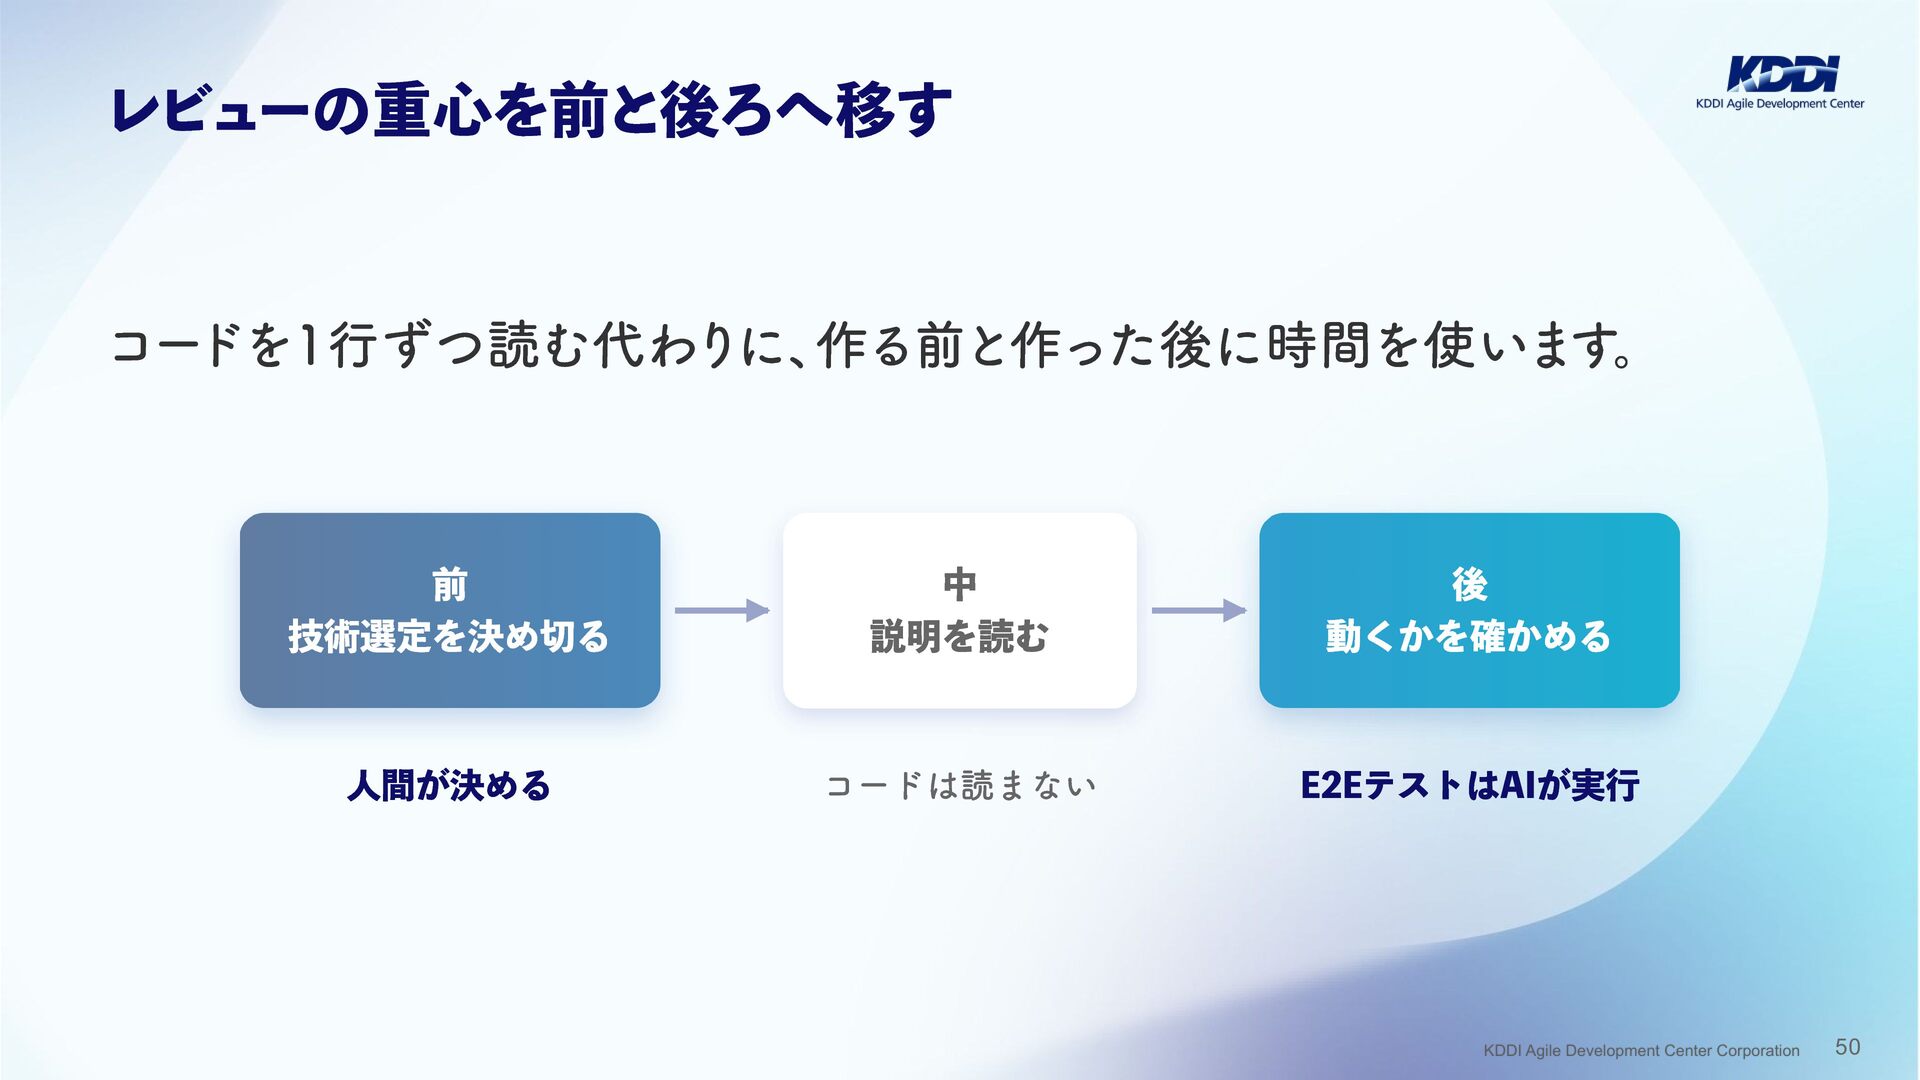 レビューの重心を前と後ろへ移す
KDDI
KDDI Agile Development Center
コードを1行ずつ読む代わりに、作る前と作った後に時間を使います。
前
技術選定を決め切る
中
説明を読む
後
動くかを確かめる
人間が決める
コードは読まない
E2EテストはAIが実行
KDDI Agile Development Center Corporation
50